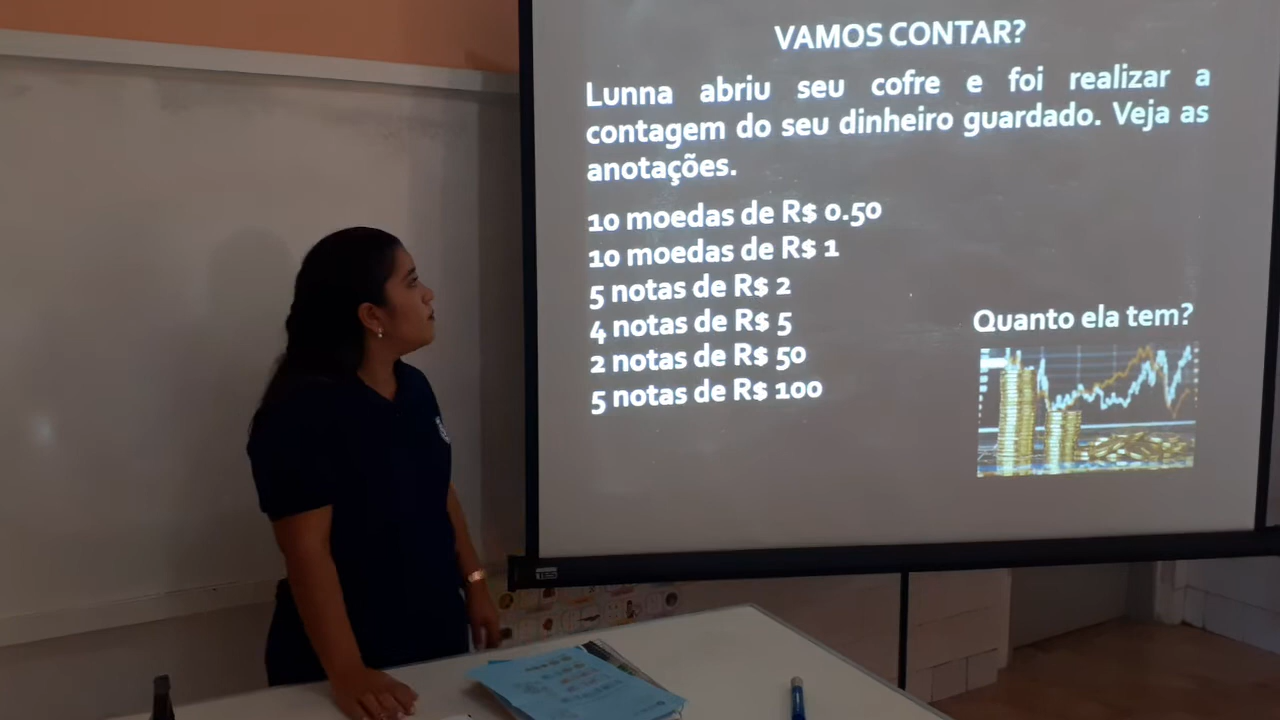 VAMOS CONTAR?
Lunna abriu seu cofre e foi realizar a
contagem do seu dinheiro guardado. Veja as
anotações.
10 moedas de R$ 0.50
10 moedas de R$ 1
5 notas de R$ 2
4 notas de R$ 5
2 notas de R$ 50
5 notas de R$ 100
Quanto ela tem?
TES